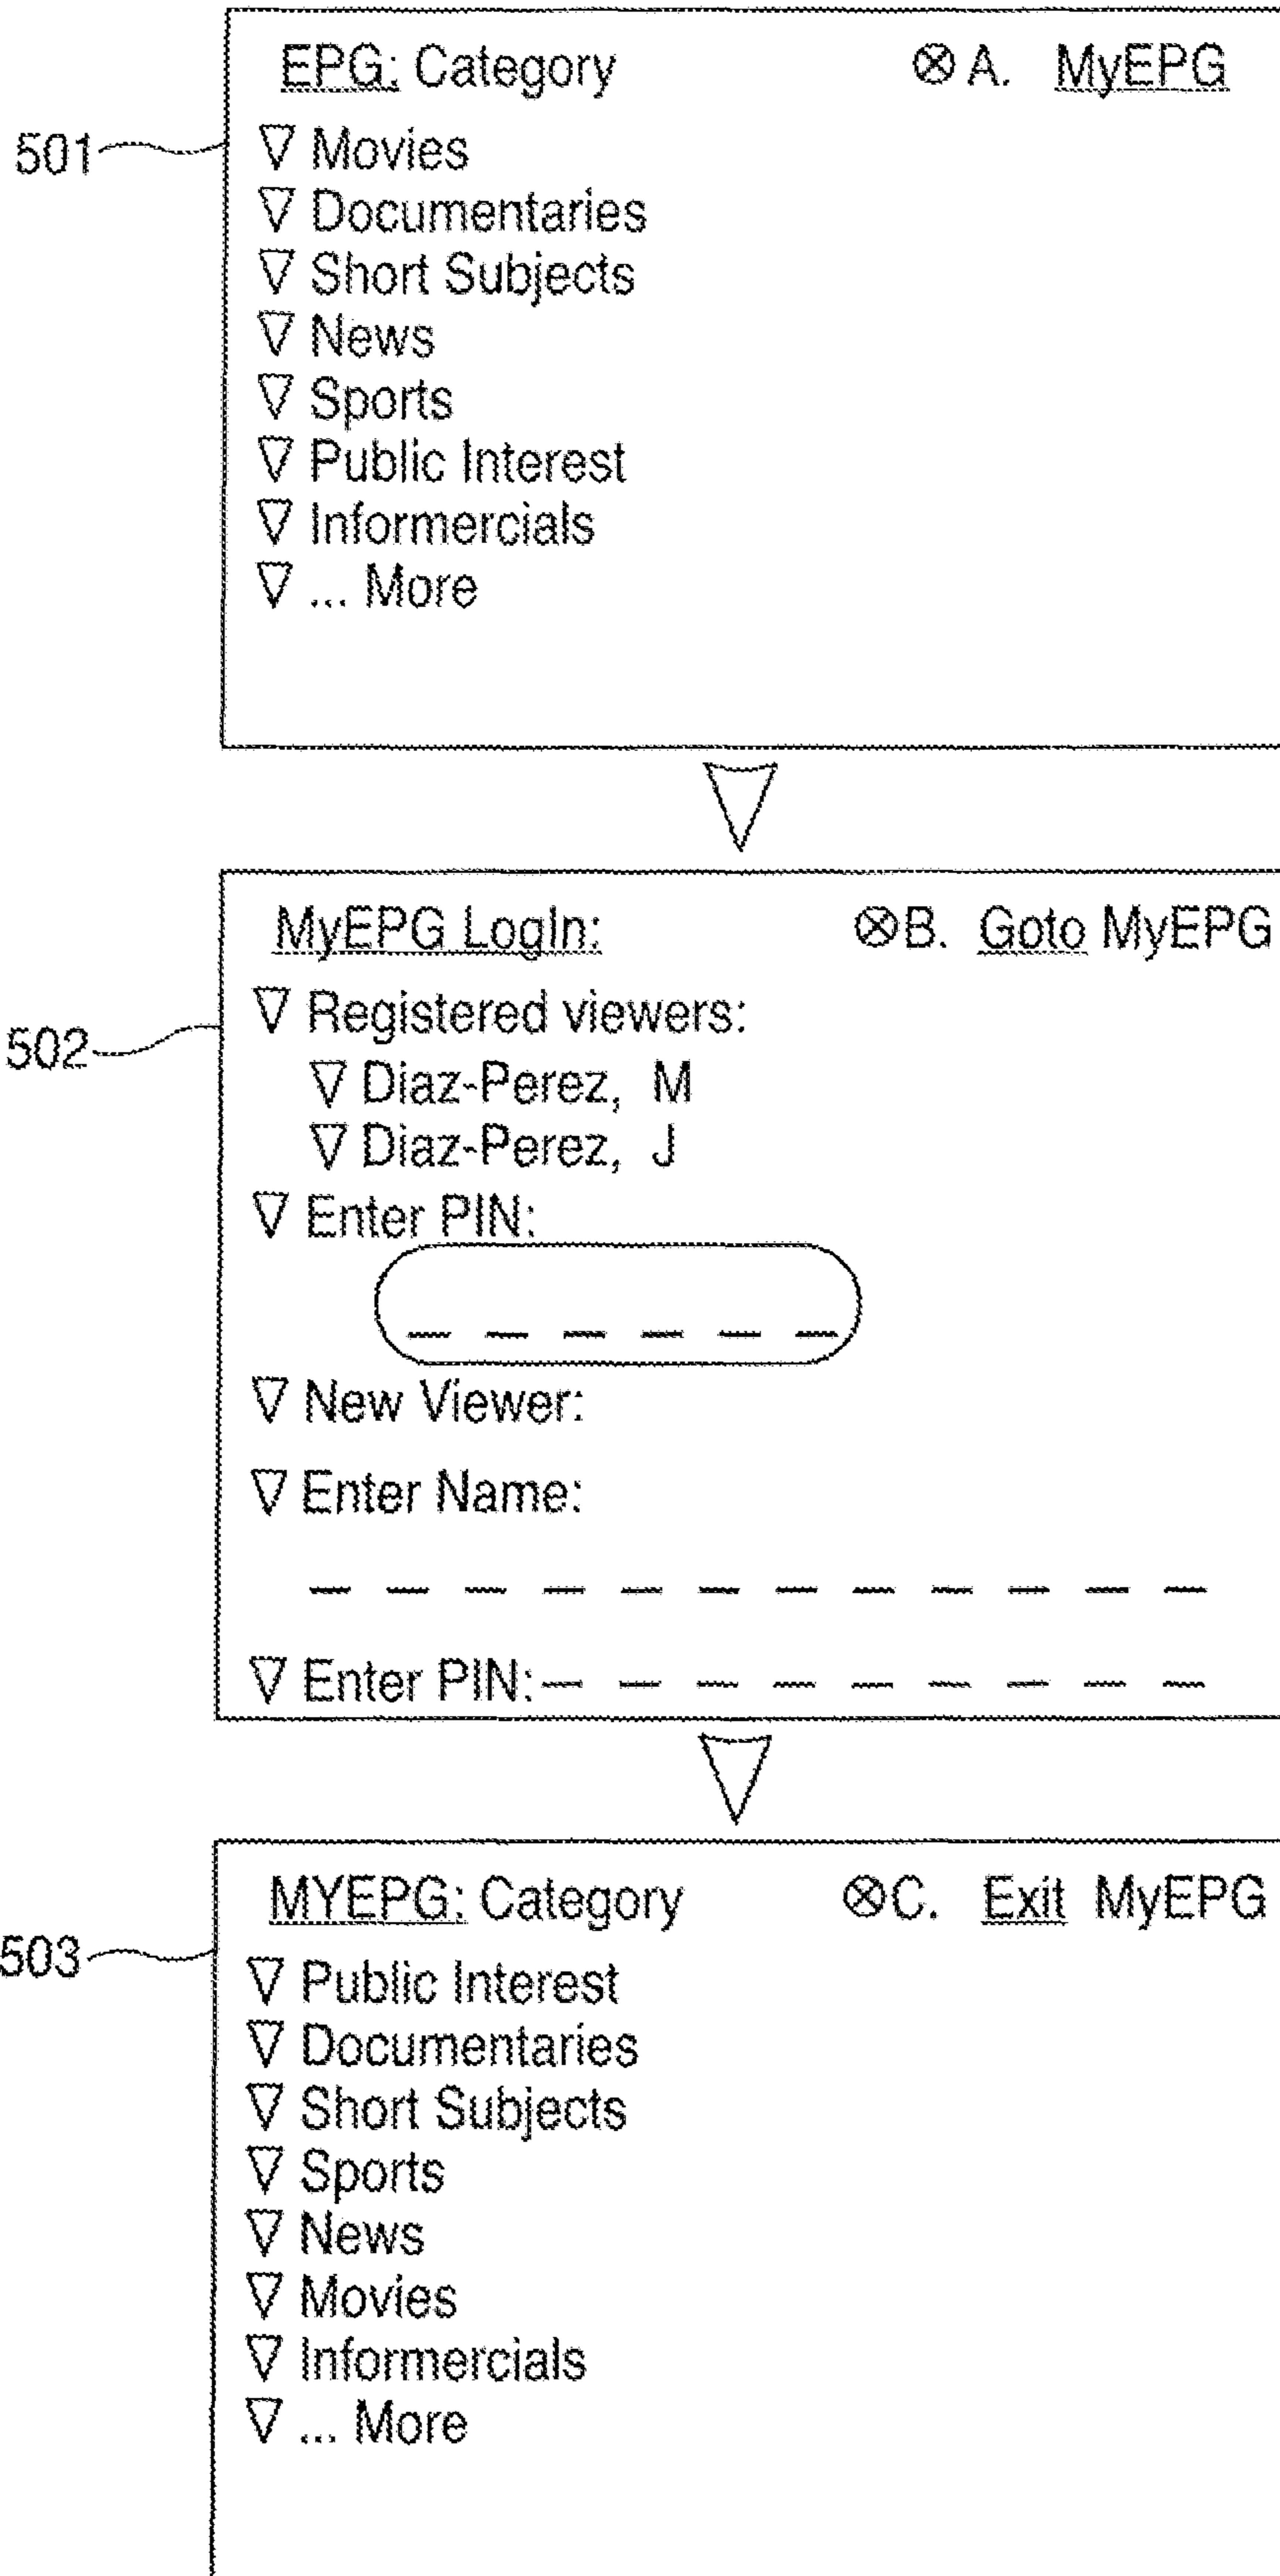 EPG: Category ⊗ A. MyEPG
501
▽ Movies
▽ Documentaries
▽ Short Subjects
▽ News
▽ Sports
▽ Public Interest
▽ Informercials
▽ ... More
MyEPG LogIn: ⊗B. Goto MyEPG
502
▽ Registered viewers:
▽ Diaz-Perez, M
▽ Diaz-Perez, J
▽ Enter PIN:
_ _ _ _ _ _
▽ New Viewer:
▽ Enter Name:
_ _ _ _ _ _ _ _ _ _ _ _
▽ Enter PIN: _ _ _ _ _ _ _ _ _
MYEPG: Category ⊗C. Exit MyEPG
503
▽ Public Interest
▽ Documentaries
▽ Short Subjects
▽ Sports
▽ News
▽ Movies
▽ Informercials
▽ ... More